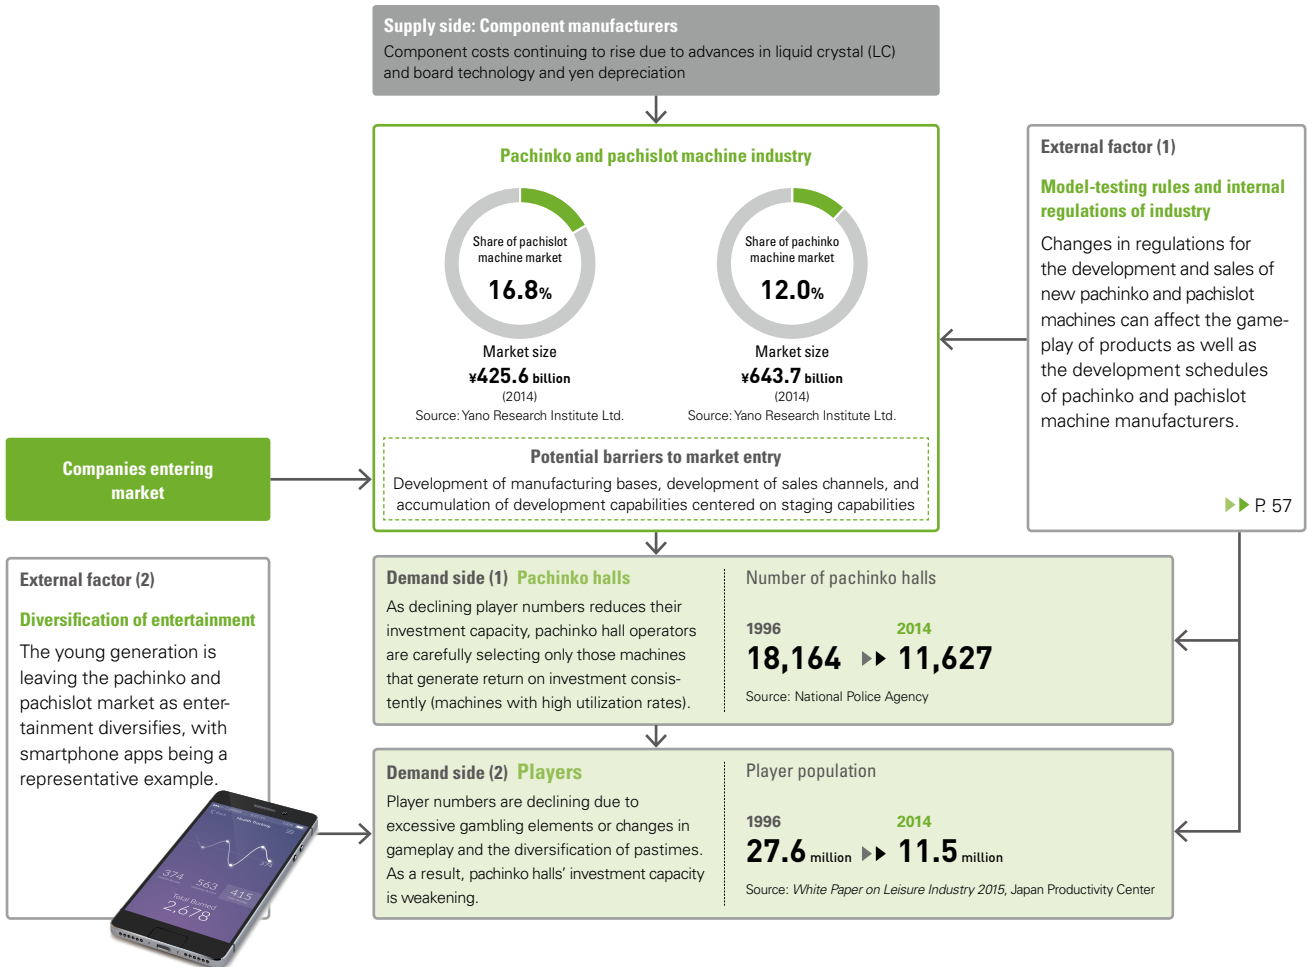 Supply side: Component manufacturers
Component costs continuing to rise due to advances in liquid crystal (LC)
and board technology and yen depreciation
Pachinko and pachislot machine industry
Share of pachislot
machine market
16.8%
Market size
¥425.6 billion
(2014)
Source: Yano Research Institute Ltd.
Share of pachinko
machine market
12.0%
Market size
¥643.7 billion
(2014)
Source: Yano Research Institute Ltd.
Potential barriers to market entry
Development of manufacturing bases, development of sales channels, and
accumulation of development capabilities centered on staging capabilities
External factor (1)
Model-testing rules and internal
regulations of industry
Changes in regulations for
the development and sales of
new pachinko and pachislot
machines can affect the game-
play of products as well as
the development schedules
of pachinko and pachislot
machine manufacturers.
P. 57
Companies entering
market
External factor (2)
Diversification of entertainment
The young generation is
leaving the pachinko and
pachislot market as enter-
tainment diversifies, with
smartphone apps being a
representative example.
374
563
415
Total Burned
2,678
Demand side (1) Pachinko halls
As declining player numbers reduces their
investment capacity, pachinko hall operators
are carefully selecting only those machines
that generate return on investment consis-
tently (machines with high utilization rates).
Number of pachinko halls
1996 2014
18,164 11,627
Source: National Police Agency
Demand side (2) Players
Player numbers are declining due to
excessive gambling elements or changes in
gameplay and the diversification of pastimes.
As a result, pachinko halls’ investment capacity
is weakening.
Player population
1996 2014
27.6 million 11.5 million
Source: White Paper on Leisure Industry 2015, Japan Productivity Center